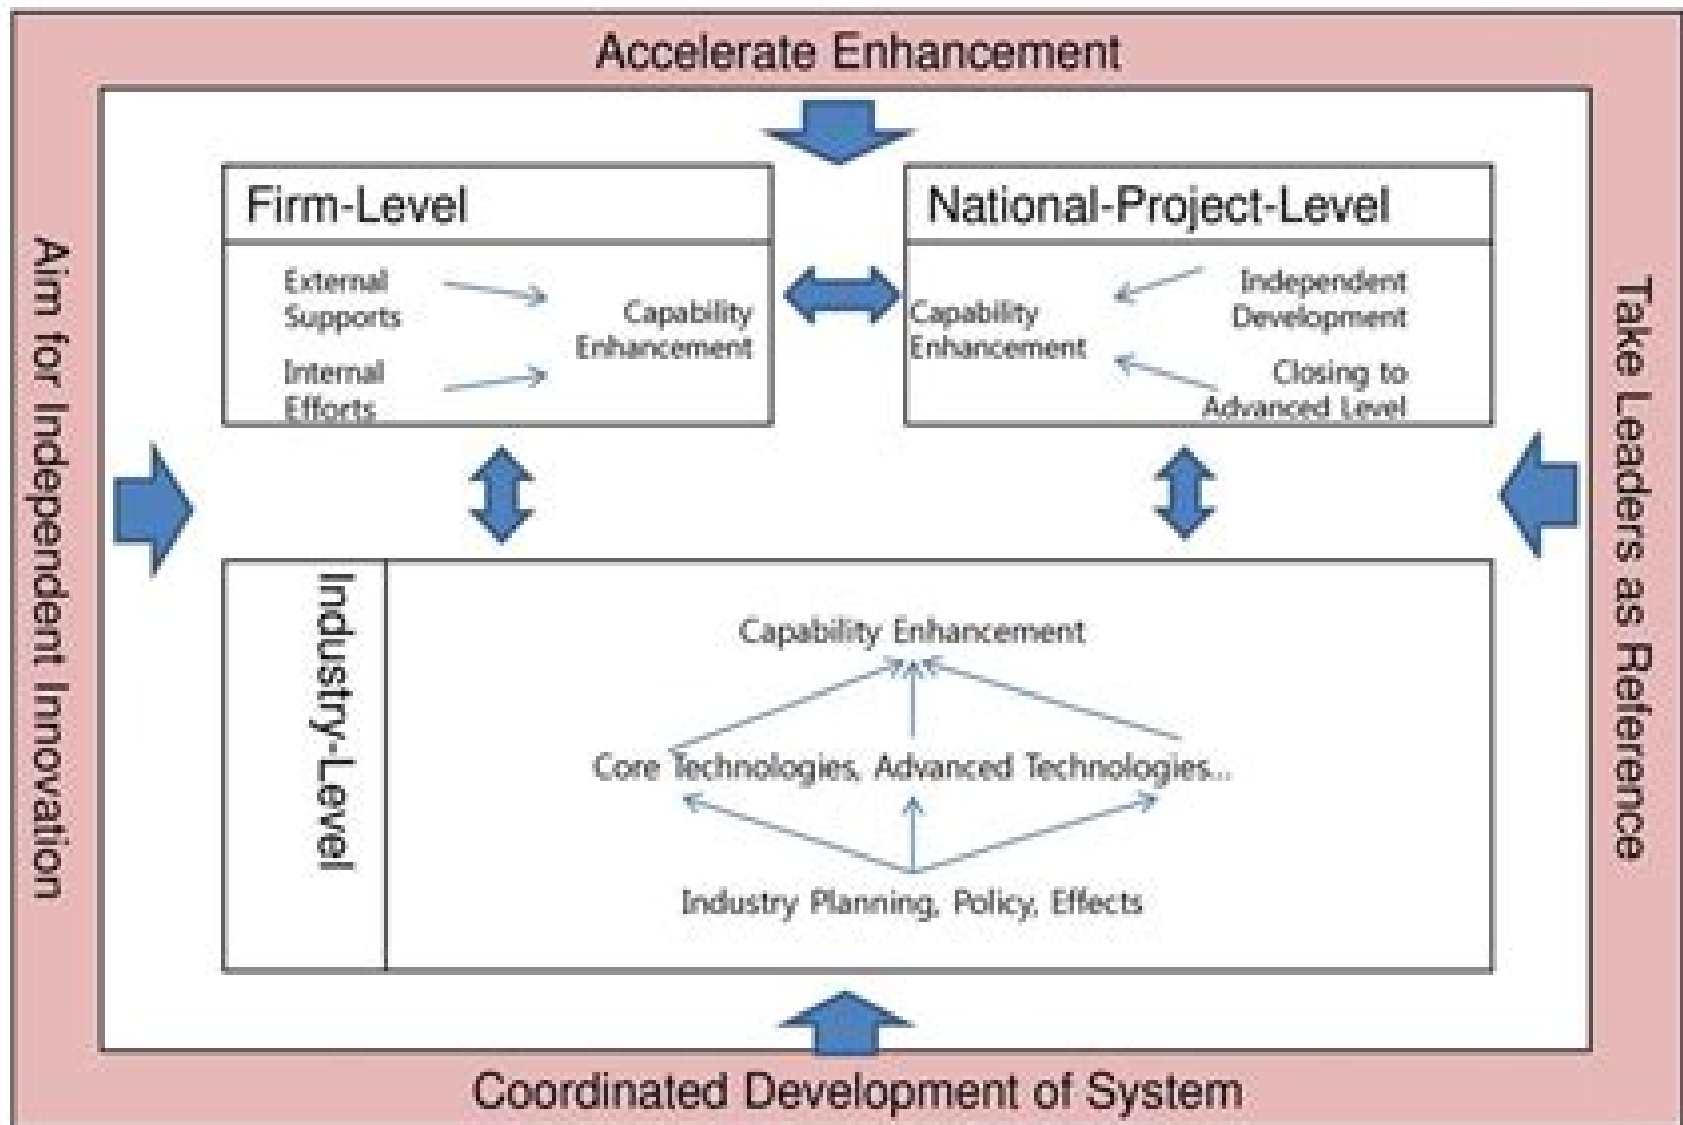 Accelerate Enhancement
Aim for Independent Innovation
Firm-Level
External
Supports
Internal
Efforts
Capability
Enhancement
National-Project-Level
Capability
Enhancement
Independent
Development
Closing to
Advanced Level
Take Leaders as Reference
Industry-Level
Capability Enhancement
Core Technologies, Advanced Technologies...
Industry Planning, Policy, Effects
Coordinated Development of System